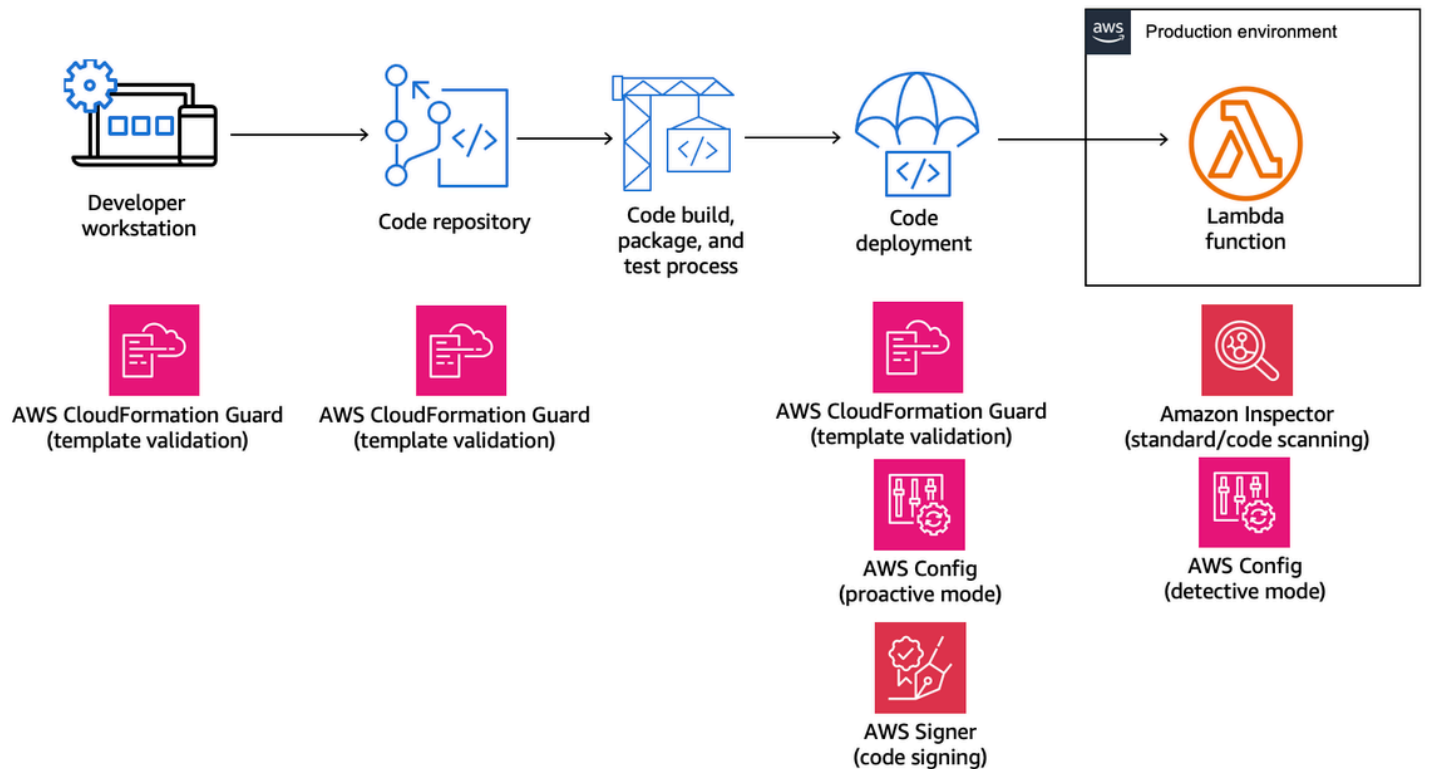 aws
Production environment
</>
</>
</>
Developer
workstation
Code repository
Code build,
package, and
test process
Code
deployment
Lambda
function
AWS CloudFormation Guard
(template validation)
AWS CloudFormation Guard
(template validation)
AWS CloudFormation Guard
(template validation)
Amazon Inspector
(standard/code scanning)
AWS Config
(proactive mode)
AWS Config
(detective mode)
AWS Signer
(code signing)